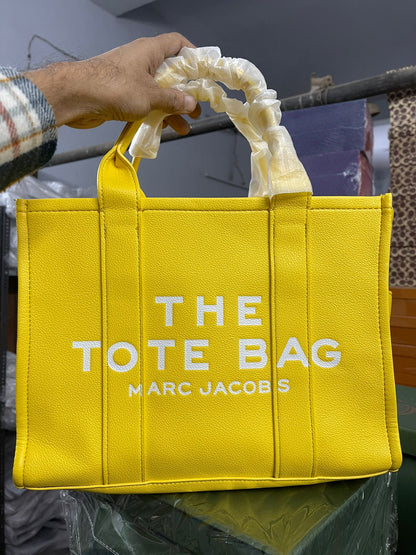 THE
TOTE BAG
MARC JACOBS